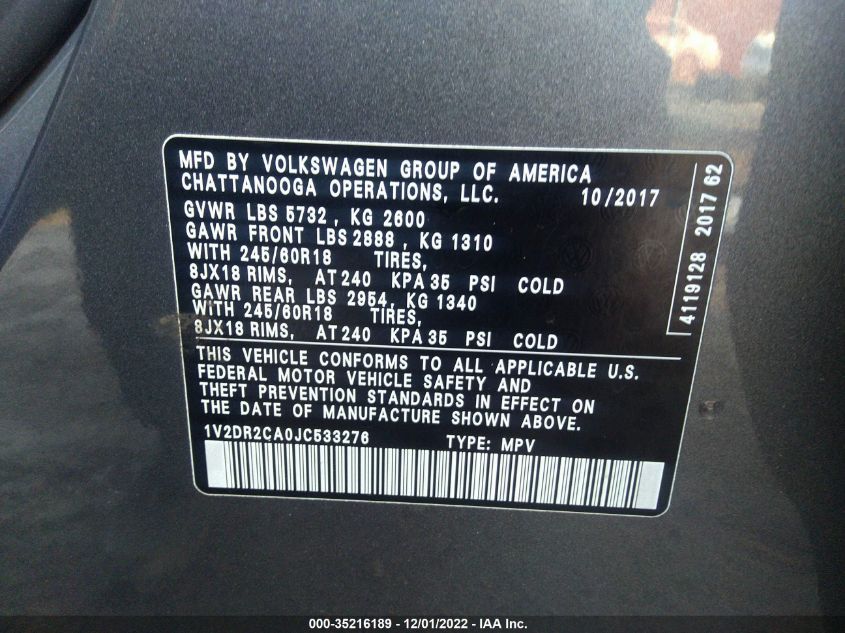 MFD BY VOLKSWAGEN GROUP OF AMERICA
CHATTANOOGA OPERATIONS, LLC. 10/2017
GVWR LBS 5732 , KG 2600
GAWR FRONT LBS 2888 , KG 1310
WITH 245/60R18 TIRES,
8JX18 RIMS, AT 240 KPA 35 PSI COLD
GAWR REAR LBS 2954 , KG 1340
WITH 245/60R18 TIRES,
8JX18 RIMS, AT 240 KPA 35 PSI COLD
THIS VEHICLE CONFORMS TO ALL APPLICABLE U.S.
FEDERAL MOTOR VEHICLE SAFETY AND
THEFT PREVENTION STANDARDS IN EFFECT ON
THE DATE OF MANUFACTURE SHOWN ABOVE.
1V2DR2CA0JC533276 TYPE: MPV
4119128 2017 62
000-35216189 - 12/01/2022 - IAA Inc.